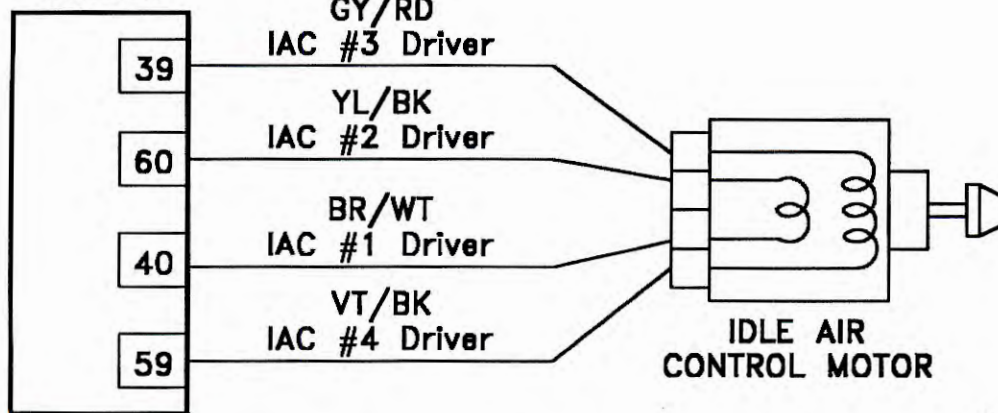 GY/RD
IAC #3 Driver
39
YL/BK
IAC #2 Driver
60
BR/WT
IAC #1 Driver
40
VT/BK
IAC #4 Driver
59
IDLE AIR
CONTROL MOTOR